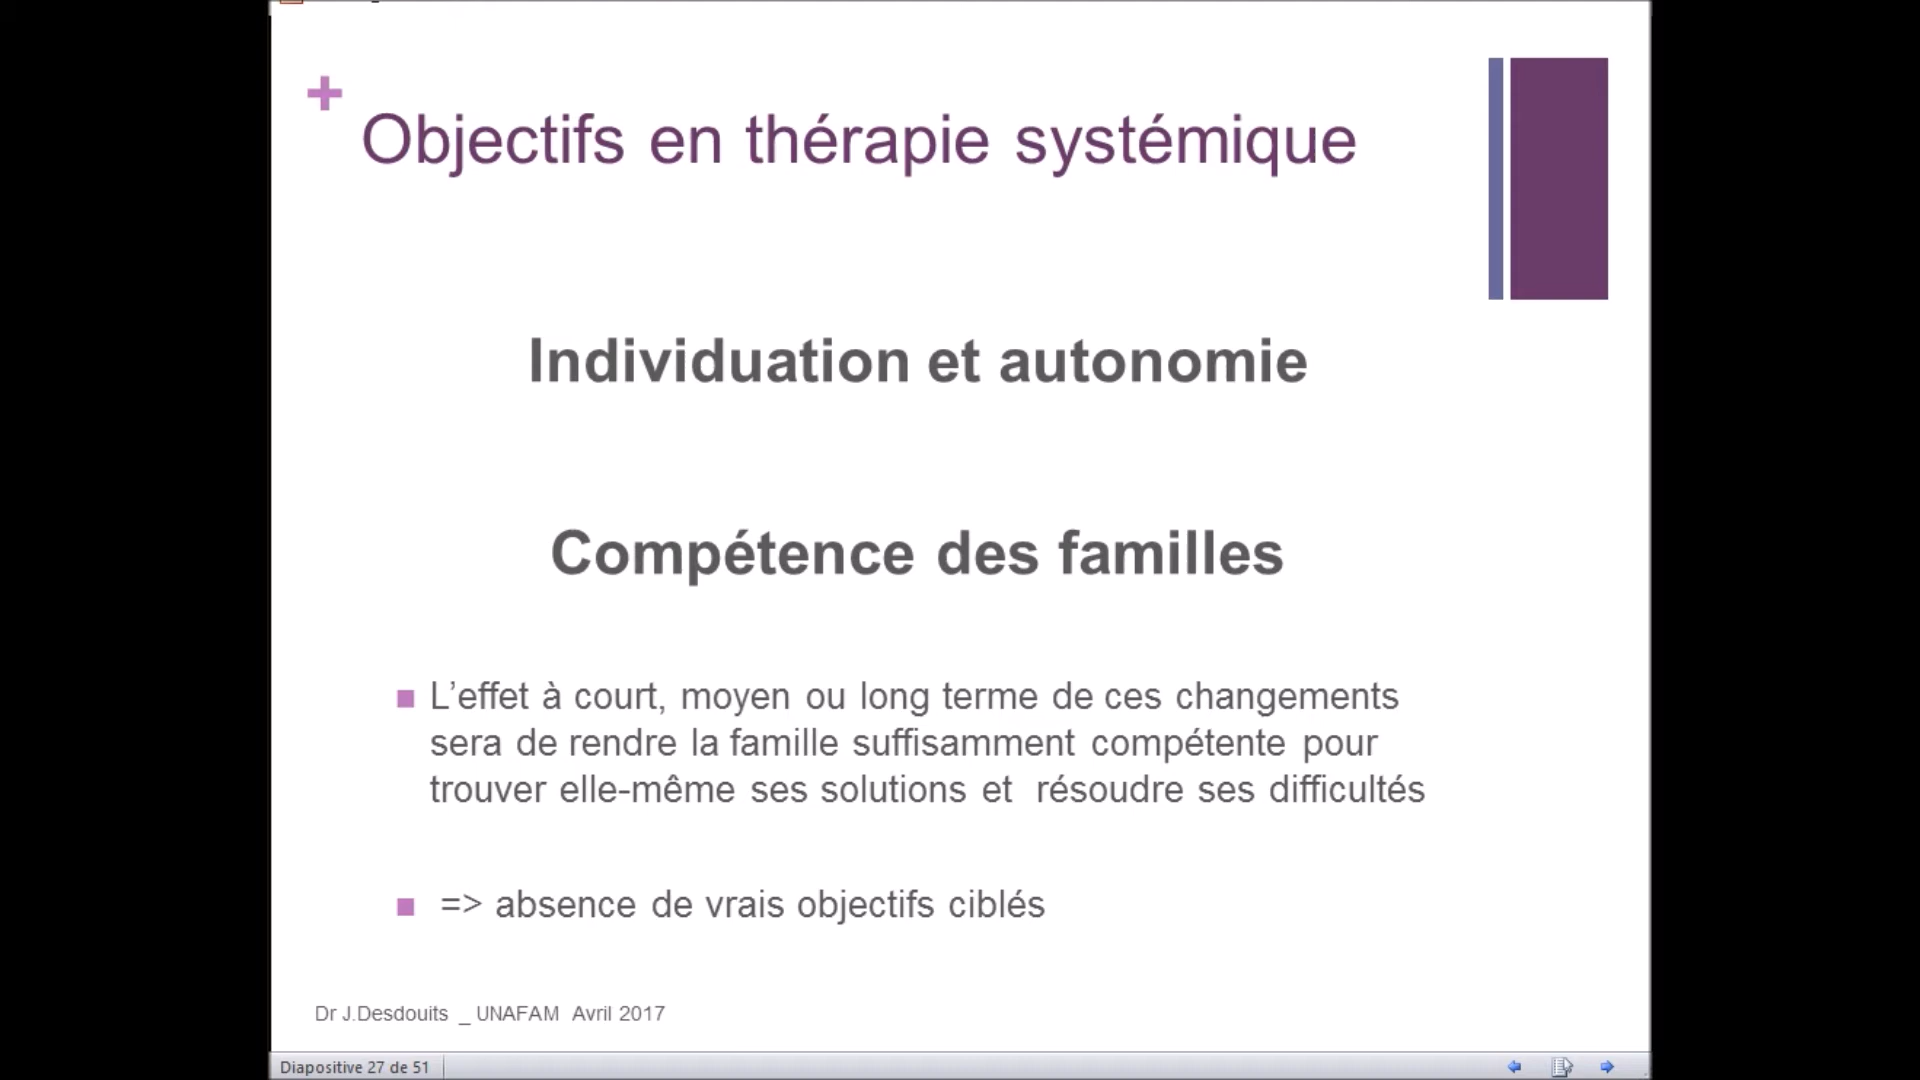 +
Objectifs en thérapie systémique
Individuation et autonomie
Compétence des familles
L’effet à court, moyen ou long terme de ces changements
sera de rendre la famille suffisamment compétente pour
trouver elle-même ses solutions et résoudre ses difficultés
=> absence de vrais objectifs ciblés
Dr J.Desdouits _ UNAFAM Avril 2017
Diapositive 27 de 51